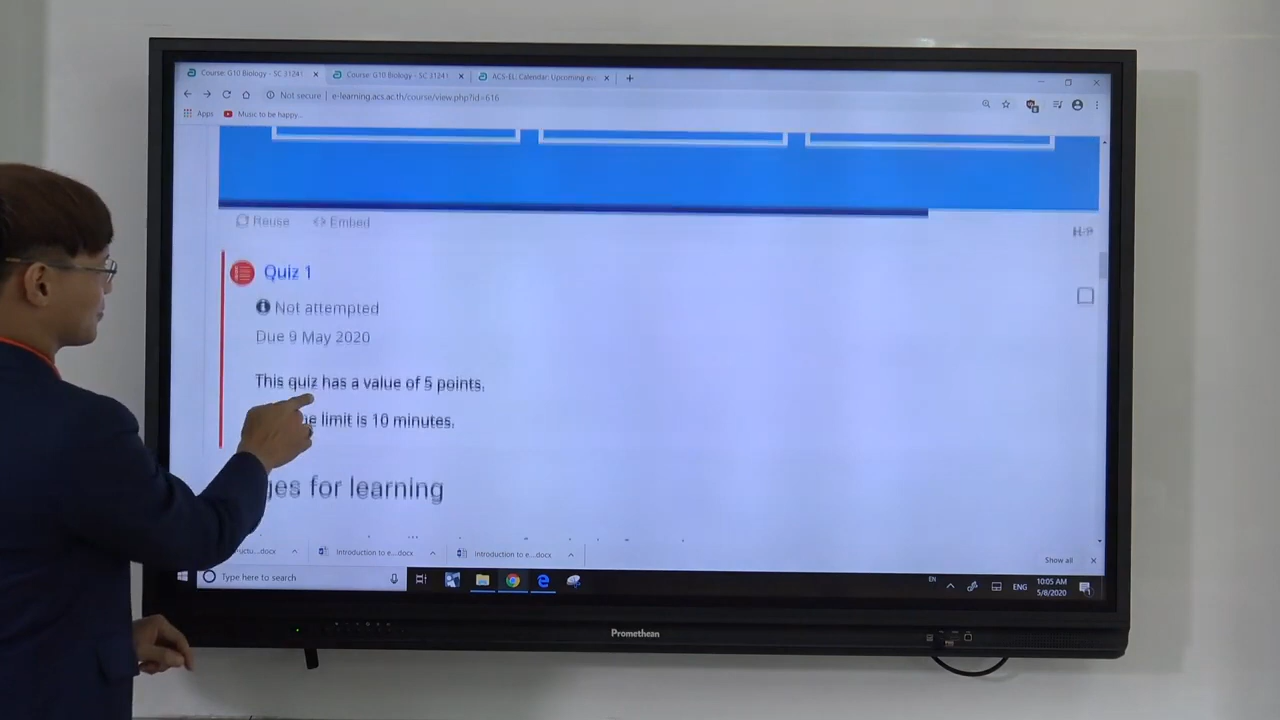 Course: G10 Biology - SC 31241
Course: G10 Biology - SC 31241
ACS-EL: Calendar: Upcoming
Not secure
e-learning.acs.ac.th/course/view.php?id=616
Apps
Music to be happy...
Reuse
Embed
Quiz 1
Not attempted
Due 9 May 2020
This quiz has a value of 5 points.
limit is 10 minutes.
for learning
Introduction to e....docx
Introduction to e....docx
Show all
Type here to search
EN
ENG
10:05 AM
5/8/2020
Promethean